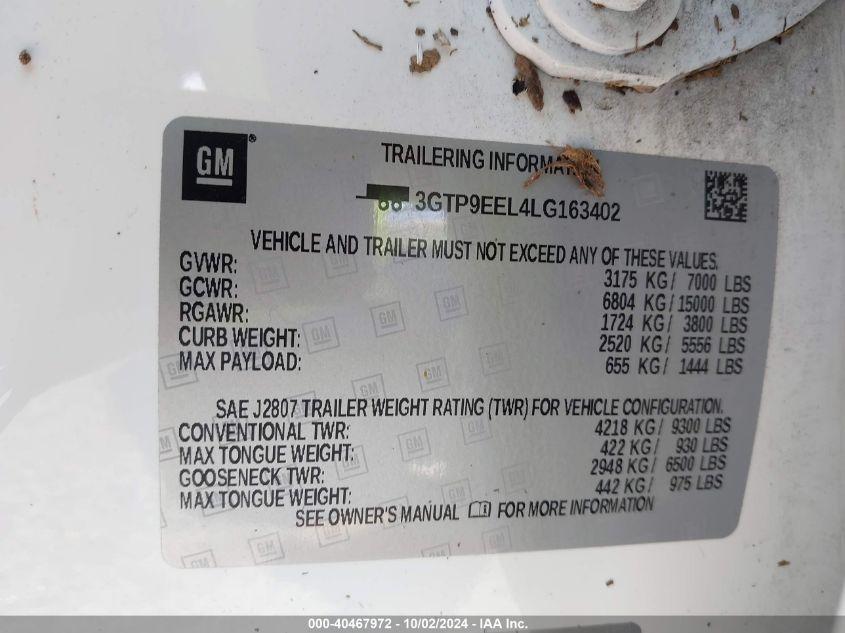 GM®
TRAILERING INFORMAT
3GTP9EEL4LG163402
VEHICLE AND TRAILER MUST NOT EXCEED ANY OF THESE VALUES.
GVWR: 3175 KG/ 7000 LBS
GCWR: 6804 KG/15000 LBS
RGAWR: 1724 KG/ 3800 LBS
CURB WEIGHT: 2520 KG/ 5556 LBS
MAX PAYLOAD: 655 KG/ 1444 LBS
SAE J2807 TRAILER WEIGHT RATING (TWR) FOR VEHICLE CONFIGURATION.
CONVENTIONAL TWR: 4218 KG/ 9300 LBS
MAX TONGUE WEIGHT: 422 KG/ 930 LBS
GOOSENECK TWR: 2948 KG/ 6500 LBS
MAX TONGUE WEIGHT: 442 KG/ 975 LBS
SEE OWNER'S MANUAL FOR MORE INFORMATION
000-40467972 - 10/02/2024 - IAA Inc.